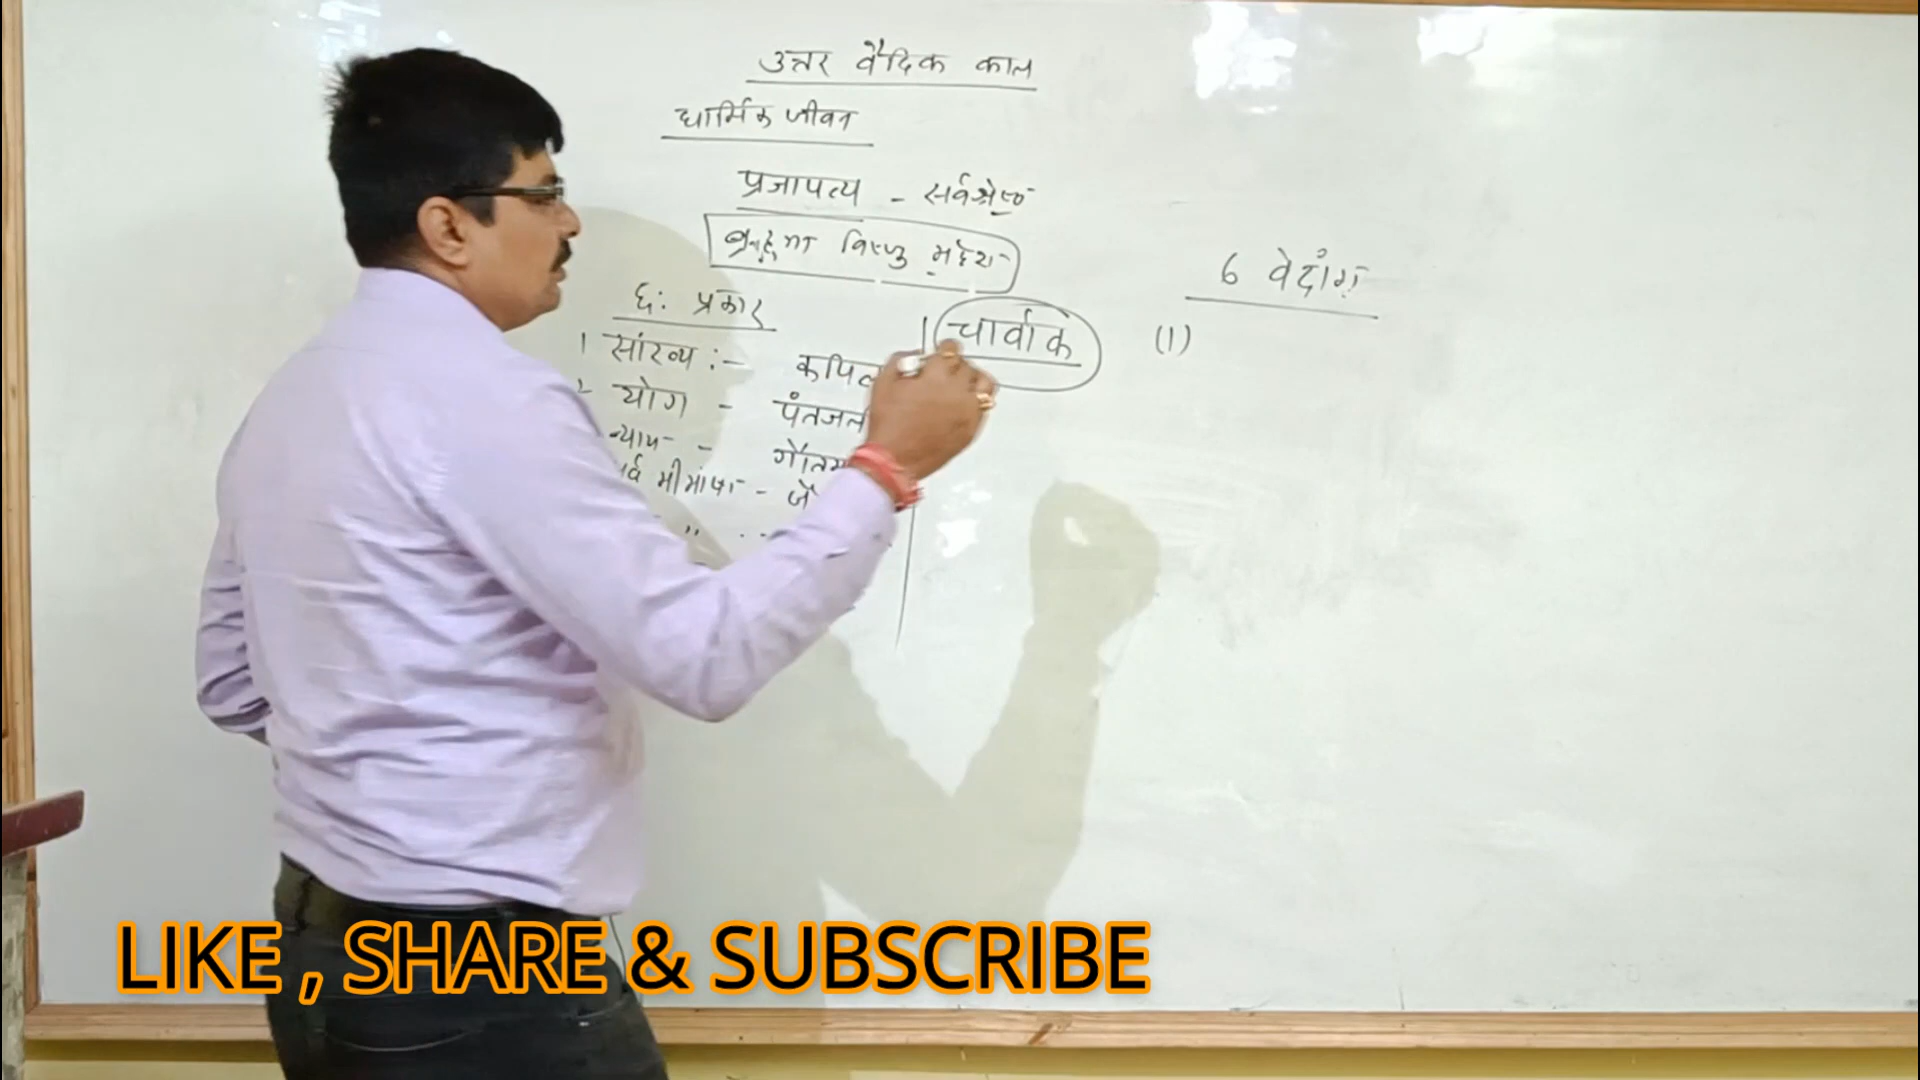 उत्तर वैदिक काल
धार्मिक जीवन
प्रजापत्य - सर्वश्रेष्ठ
ब्रह्मा विष्णु महेश
छः प्रकार
1 सांख्य :- कपिल
2 योग - पंतजल
न्याय - गौतम
र्व मीमांषा - जै
"
चार्वाक
6 वेदांग
(1)
LIKE , SHARE & SUBSCRIBE